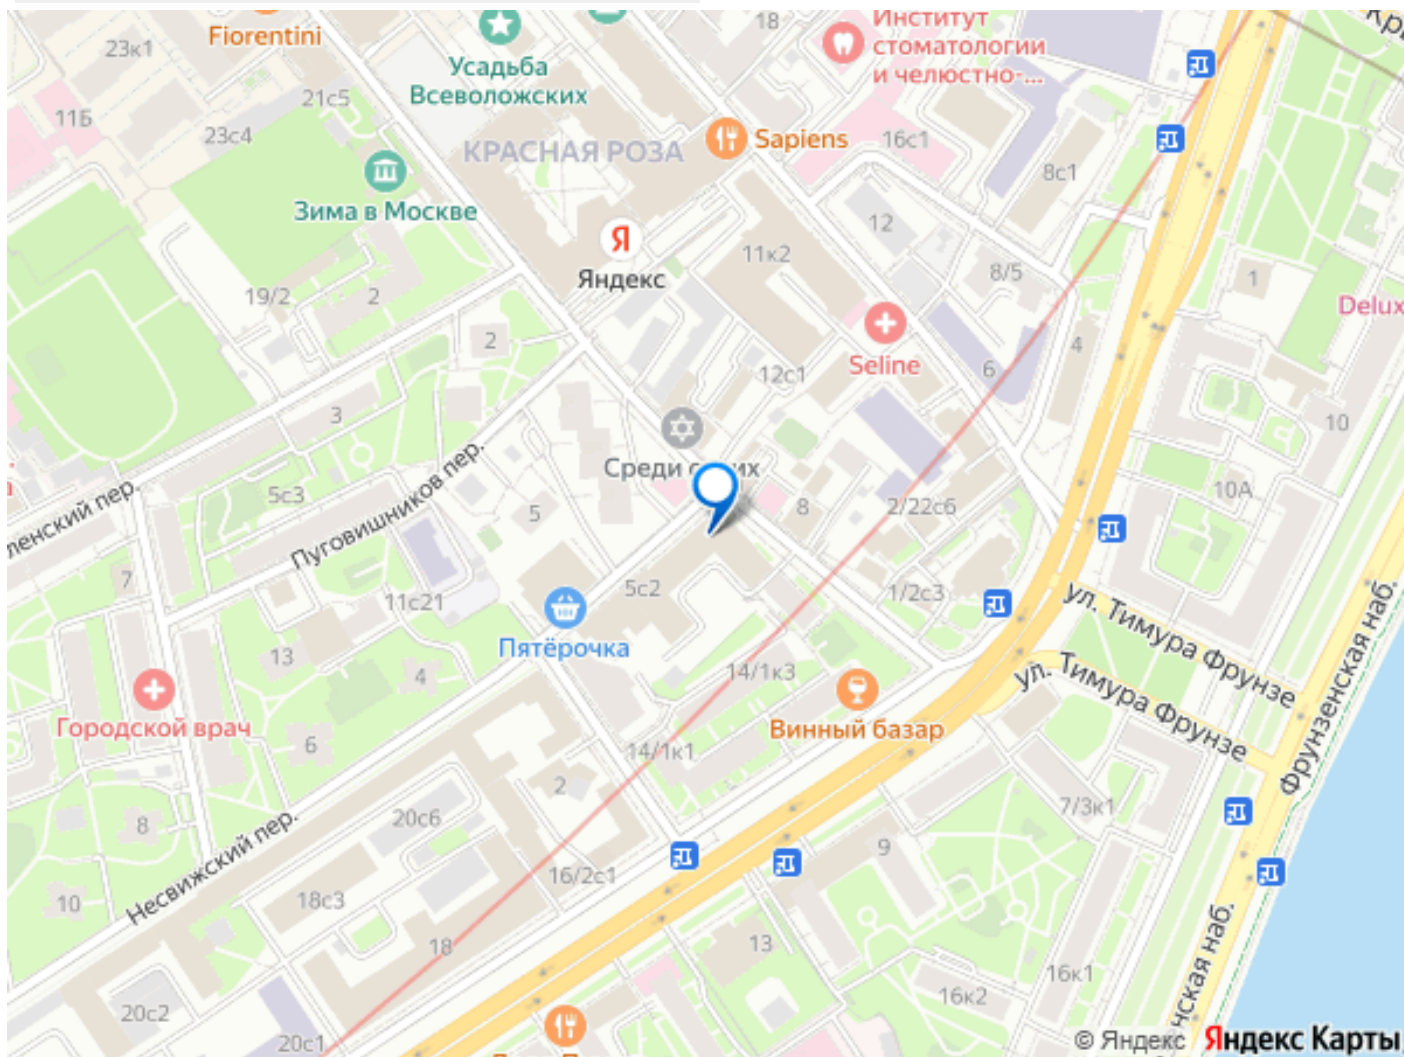 18
Институт
стоматологии
и челюстно-...
23к1
Fiorentini
Усадьба
Всеволожских
21с5
11Б
23с4
КРАСНАЯ РОЗА
Sapiens
16с1
8с1
Зима в Москве
12
Яндекс
11к2
8/5
1
19/2
2
Delux
2
Seline
4
6
12с1
3
10
Среди своих
5с3
10А
ленский пер.
Пуговишников пер.
5
8
2/22с6
7
11с21
5с2
1/2с3
ул. Тимура Фрунзе
Пятёрочка
13
4
14/1к3
ул. Тимура Фрунзе
Фрунзенская наб.
Городской врач
6
Винный базар
14/1к1
2
7/3к1
8
20с6
Несвижский пер.
9
16/2с1
18с3
10
18
13
16к1
нская наб.
16к2
20с2
20с1
© Яндекс Яндекс Карты